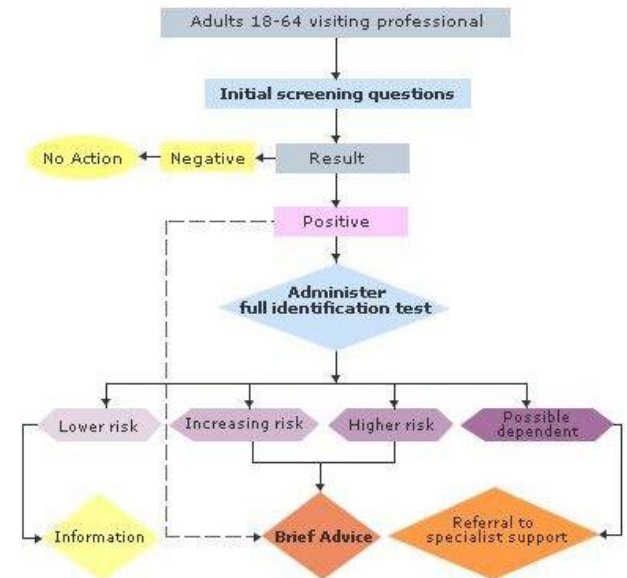 Adults 18-64 visiting professional
Initial screening questions
No Action
Negative
Result
Positive
Administer
full identification test
Lower risk
Increasing risk
Higher risk
Possible
dependent
Information
Brief Advice
Referral to
specialist support